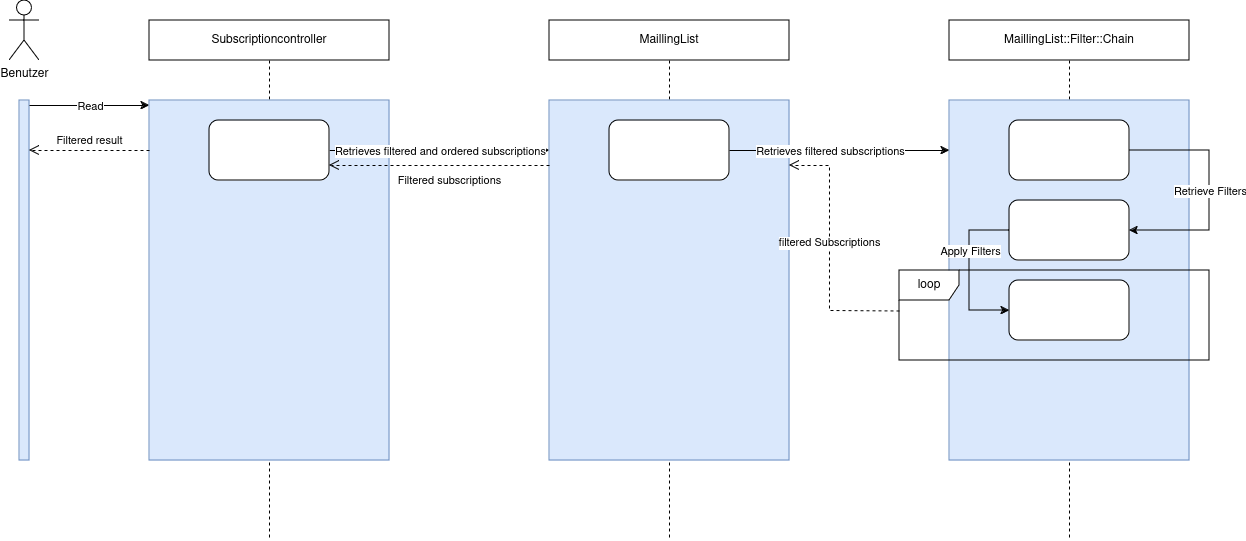 Benutzer
Subscriptioncontroller
MaillingList
MaillingList::Filter::Chain
Read
Filtered result
Retrieves filtered and ordered subscriptions
Filtered subscriptions
Retrieves filtered subscriptions
filtered Subscriptions
Retrieve Filters
Apply Filters
loop